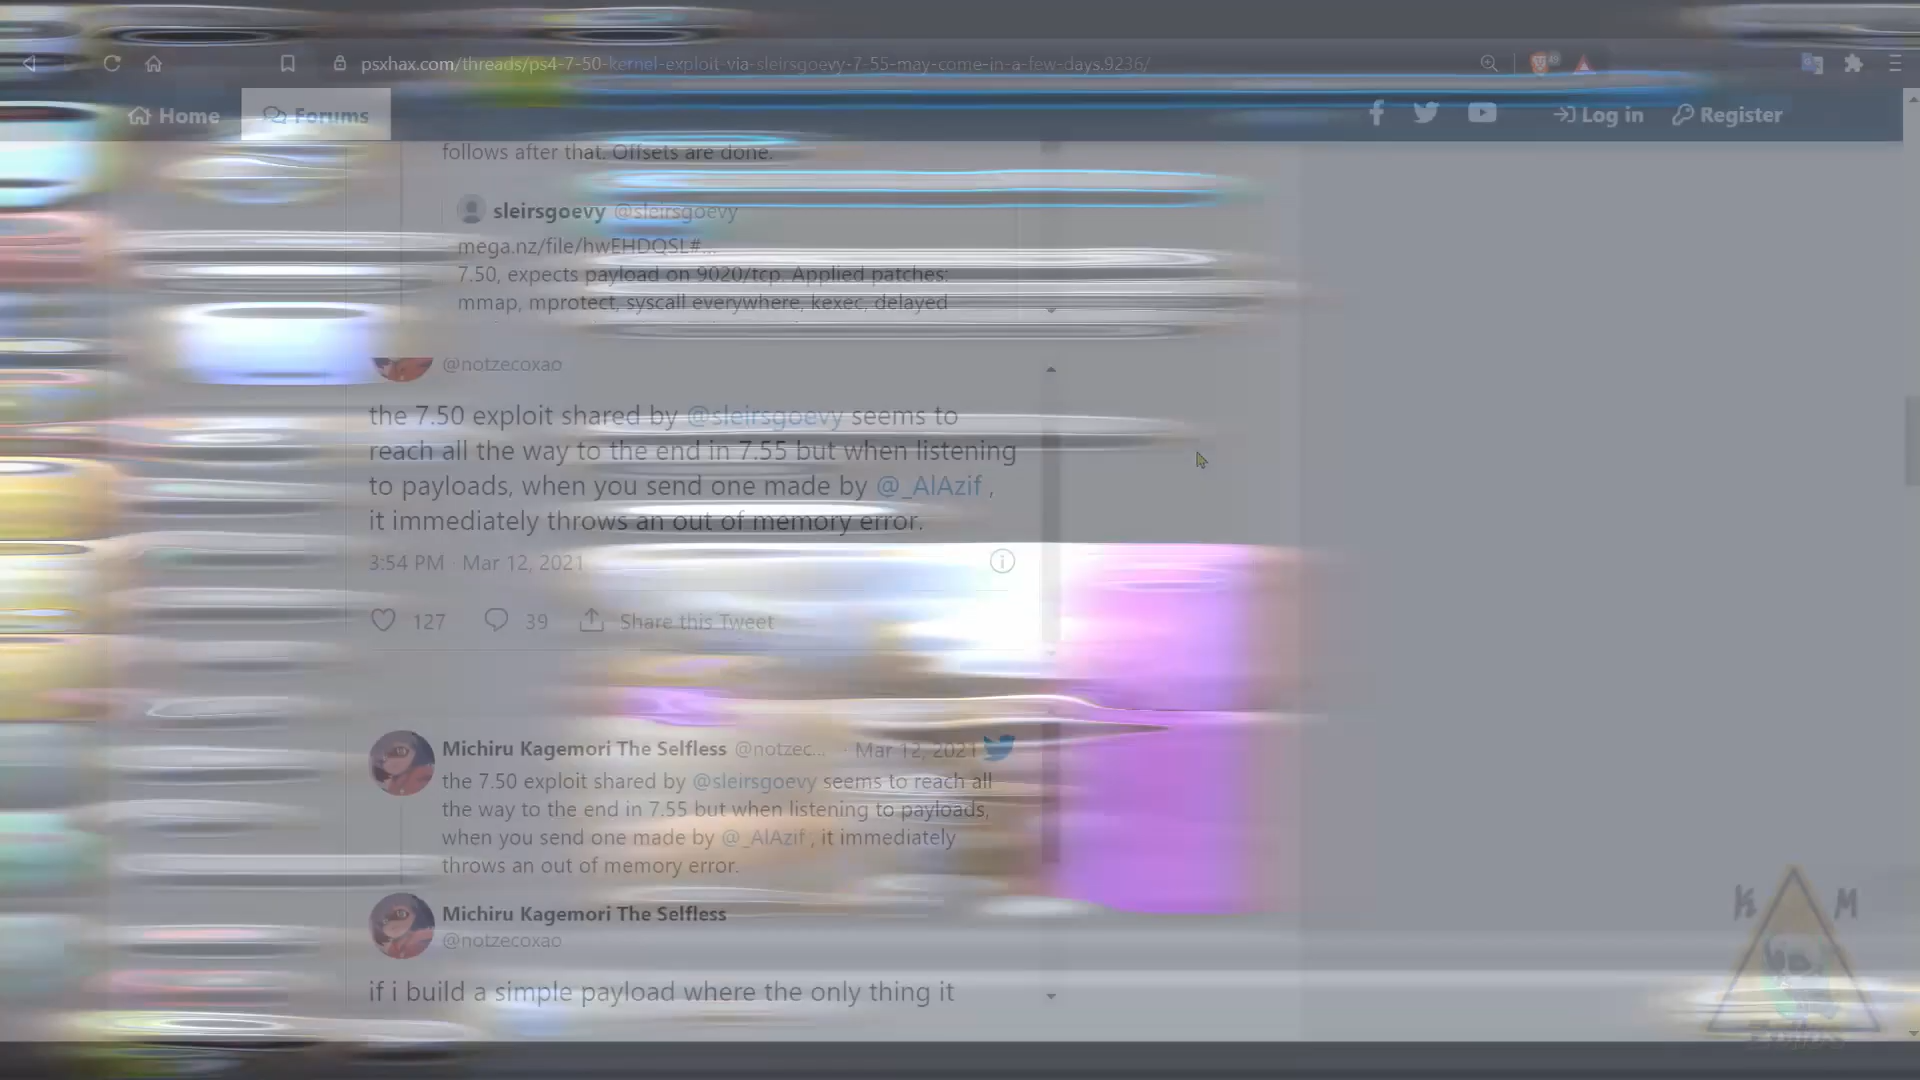 psxhax.com/threads/ps4-7-50-kernel-exploit-via-sleirsgoevy-7-55-may-come-in-a-few-days.9236/
Home
Forums
Log in
Register
follows after that. Offsets are done.
sleirsgoevy @sleirsgoevy
mega.nz/file/hwEHDQSL#...
7.50, expects payload on 9020/tcp. Applied patches:
mmap, mprotect, syscall everywhere, kexec, delayed
@notzecoxao
the 7.50 exploit shared by @sleirsgoevy seems to
reach all the way to the end in 7.55 but when listening
to payloads, when you send one made by @_AlAzif ,
it immediately throws an out of memory error.
3:54 PM · Mar 12, 2021
127 39 Share this Tweet
Michiru Kagemori The Selfless @notzec... · Mar 12, 2021
the 7.50 exploit shared by @sleirsgoevy seems to reach all
the way to the end in 7.55 but when listening to payloads,
when you send one made by @_AlAzif , it immediately
throws an out of memory error.
Michiru Kagemori The Selfless
@notzecoxao
if i build a simple payload where the only thing it
K M